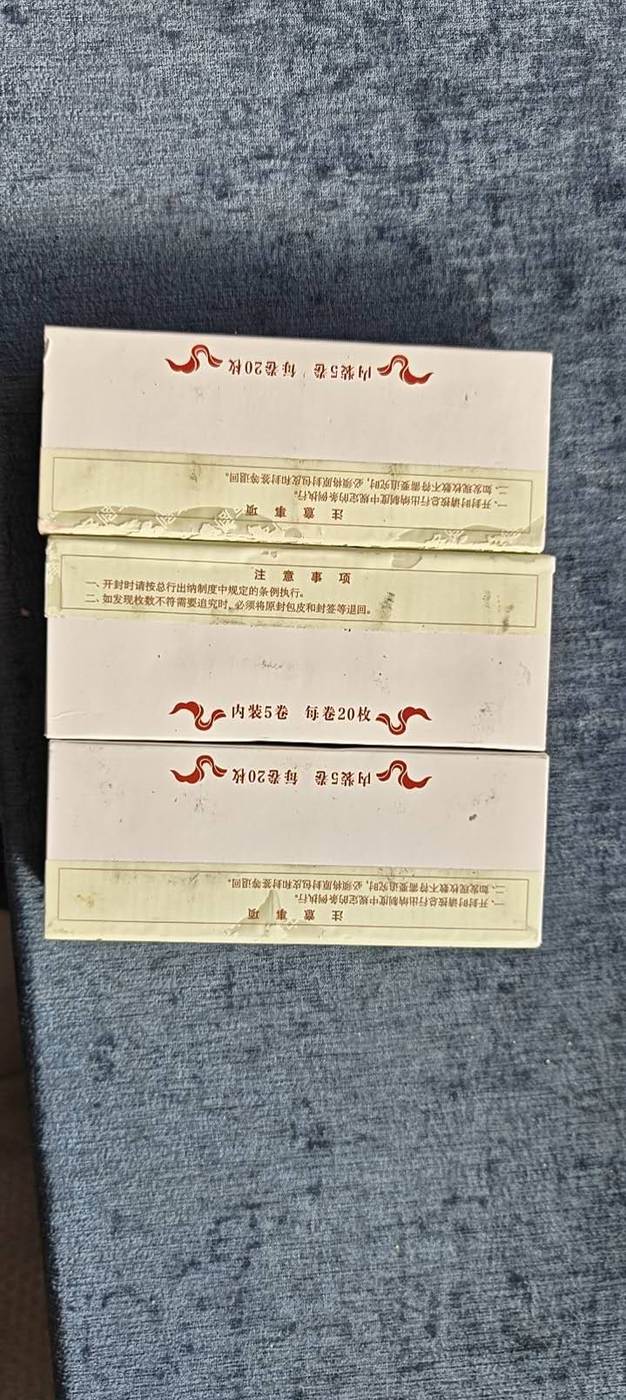 内装5卷 每卷20枚
注意事项
一、开封时请按总行出纳制度中规定的条例执行。
二、如发现枚数不符需要追究时，必须将原封包皮和封签等退回。
注意事项
一、开封时请按总行出纳制度中规定的条例执行。
二、如发现枚数不符需要追究时，必须将原封包皮和封签等退回。
内装5卷 每卷20枚
内装5卷 每卷20枚
注意事项
一、开封时请按总行出纳制度中规定的条例执行。
二、如发现枚数不符需要追究时，必须将原封包皮和封签等退回。